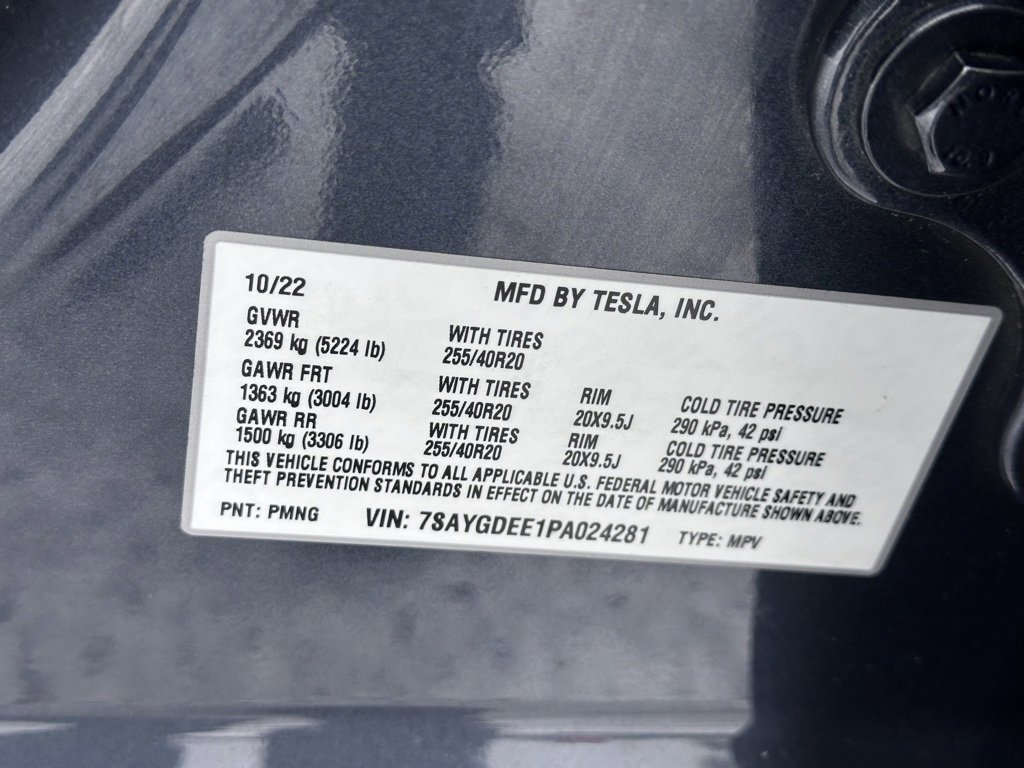 10/22 MFD BY TESLA, INC.
GVWR
2369 kg (5224 lb) WITH TIRES
255/40R20
GAWR FRT WITH TIRES RIM COLD TIRE PRESSURE
1363 kg (3004 lb) 255/40R20 20X9.5J 290 kPa, 42 psi
GAWR RR WITH TIRES RIM COLD TIRE PRESSURE
1500 kg (3306 lb) 255/40R20 20X9.5J 290 kPa, 42 psi
THIS VEHICLE CONFORMS TO ALL APPLICABLE U.S. FEDERAL MOTOR VEHICLE SAFETY AND
THEFT PREVENTION STANDARDS IN EFFECT ON THE DATE OF MANUFACTURE SHOWN ABOVE.
PNT: PMNG VIN: 7SAYGDEE1PA024281 TYPE: MPV